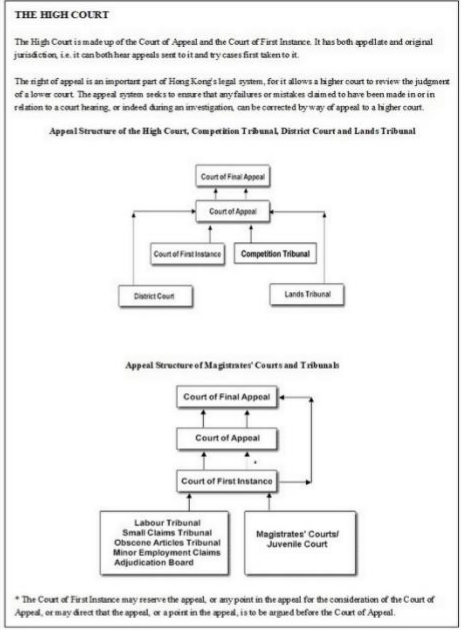 THE HIGH COURT
The High Court is made up of the Court of Appeal and the Court of First Instance. It has both appellate and original
jurisdiction, i.e. it can both hear appeals sent to it and try cases first taken to it.
The right of appeal is an important part of Hong Kong's legal system, for it allows a higher court to review the judgment
of a lower court. The appeal system seeks to ensure that any failures or mistakes claimed to have been made in or in
relation to a court hearing, or indeed during an investigation, can be corrected by way of appeal to a higher court.
Appeal Structure of the High Court, Competition Tribunal, District Court and Lands Tribunal
Court of Final Appeal
Court of Appeal
Court of First Instance
Competition Tribunal
District Court
Lands Tribunal
Appeal Structure of Magistrates' Courts and Tribunals
Court of Final Appeal
Court of Appeal
*
Court of First Instance
Labour Tribunal
Small Claims Tribunal
Obscene Articles Tribunal
Minor Employment Claims
Adjudication Board
Magistrates' Courts/
Juvenile Court
* The Court of First Instance may reserve the appeal, or any point in the appeal for the consideration of the Court of
Appeal, or may direct that the appeal, or a point in the appeal, is to be argued before the Court of Appeal.